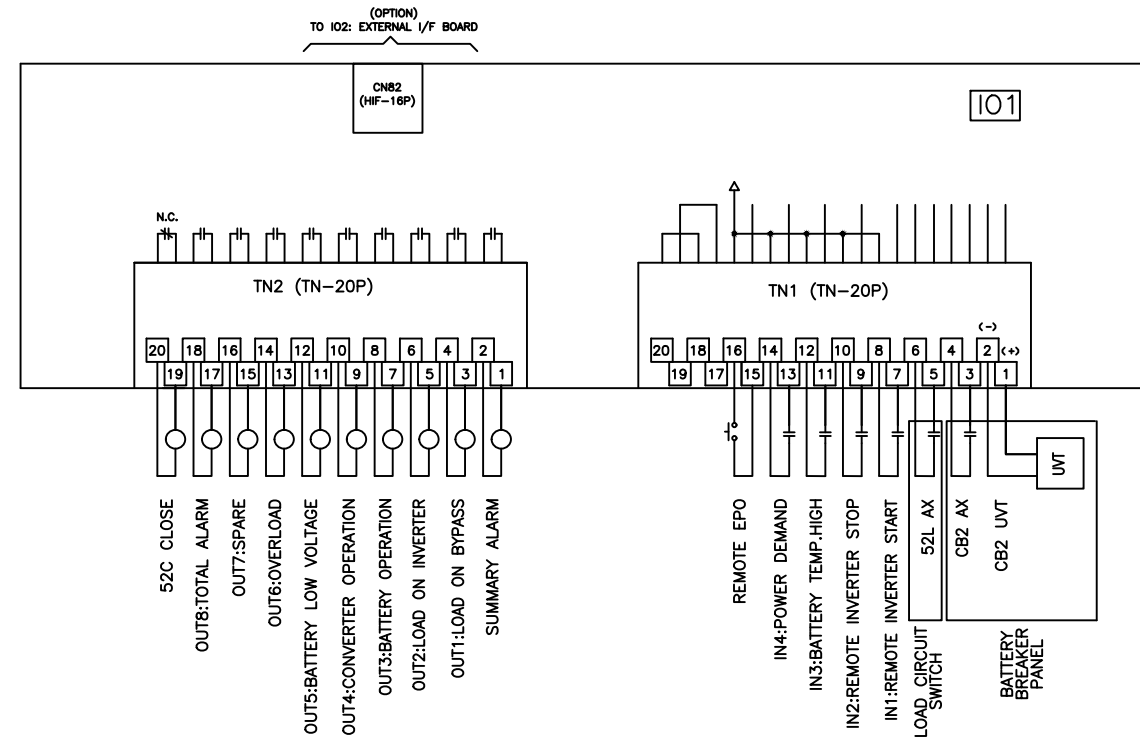 (OPTION)
TO IO2: EXTERNAL I/F BOARD
CN82
(HIF-16P)
IO1
N.C.
TN2 (TN-20P)
TN1 (TN-20P)
(-)
(+)
20 18 16 14 12 10 8 6 4 2
19 17 15 13 11 9 7 5 3 1
20 18 16 14 12 10 8 6 4 2
19 17 15 13 11 9 7 5 3 1
UVT
52C CLOSE
OUT8:TOTAL ALARM
OUT7:SPARE
OUT6:OVERLOAD
OUT5:BATTERY LOW VOLTAGE
OUT4:CONVERTER OPERATION
OUT3:BATTERY OPERATION
OUT2:LOAD ON INVERTER
OUT1:LOAD ON BYPASS
SUMMARY ALARM
REMOTE EPO
IN4:POWER DEMAND
IN3:BATTERY TEMP.HIGH
IN2:REMOTE INVERTER STOP
IN1:REMOTE INVERTER START
52L AX
CB2 AX
CB2 UVT
LOAD CIRCUIT
SWITCH
BATTERY
BREAKER
PANEL